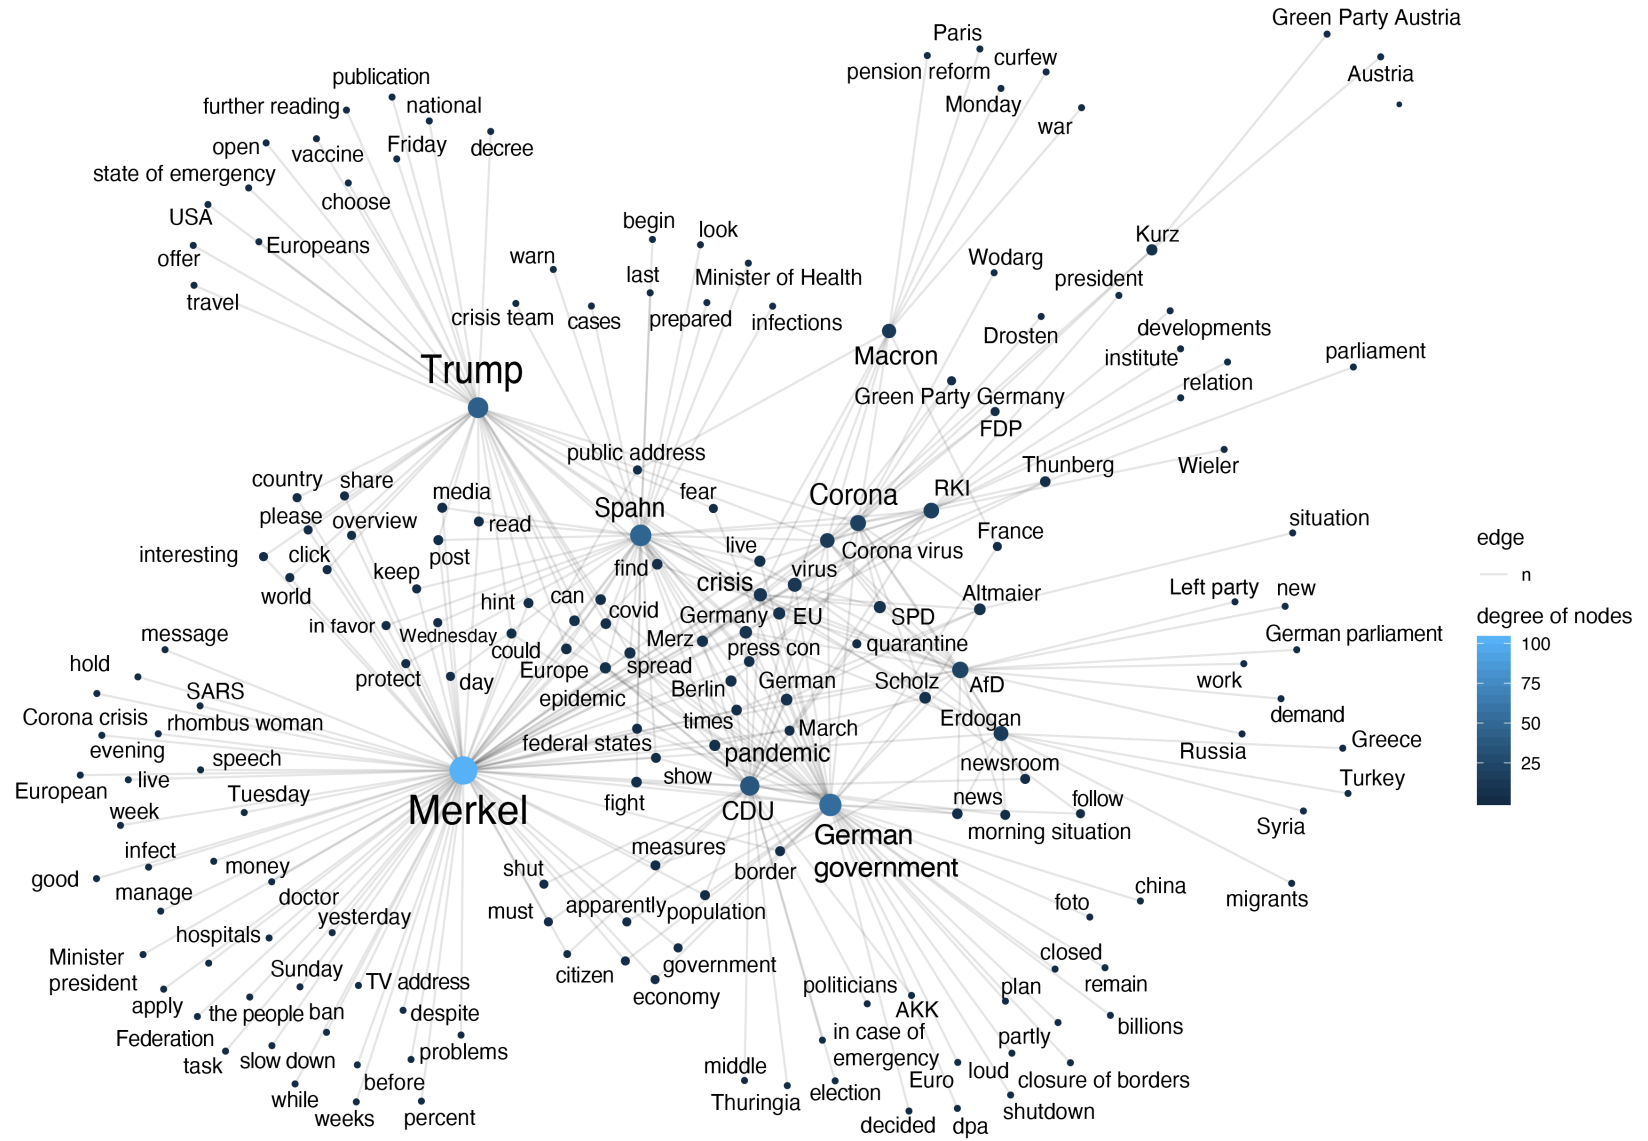 Green Party Austria
Paris
curfew
pension reform
Austria
publication
further reading
national
Monday
war
open
vaccine
Friday
decree
state of emergency
choose
USA
Europeans
offer
travel
begin
look
warn
last
Minister of Health
crisis team
cases
prepared
infections
Kurz
Wodarg
president
Drosten
developments
institute
relation
parliament
Trump
Macron
Green Party
Germany
FDP
public address
Thunberg
Wieler
country
share
media
fear
Spahn
Corona
RKI
please
overview
read
France
situation
interesting
click
post
live
Corona virus
find
virus
keep
crisis
world
hint
can
covid
Germany
EU
SPD
Altmaier
Left party
new
in favor
Wednesday
could
Merz
press con
quarantine
German parliament
message
Europe
spread
hold
protect
day
Berlin
German
Scholz
AfD
work
SARS
epidemic
times
March
Erdogan
demand
Corona crisis
rhombus woman
federal states
pandemic
Russia
Greece
evening
speech
show
newsroom
European
live
Turkey
week
Tuesday
fight
CDU
news
follow
Merkel
morning situation
Syria
German
government
infect
measures
border
good
money
shut
manage
doctor
must
apparently
population
china
foto
migrants
yesterday
hospitals
Minister
president
Sunday
TV address
citizen
government
closed
remain
apply
the people
ban
despite
economy
politicians
AKK
plan
Federation
task
slow down
problems
in case of
emergency
partly
billions
before
middle
Euro
loud
closure of borders
while
weeks
percent
Thuringia
election
decided
dpa
shutdown
edge
n
degree of nodes
100
75
50
25